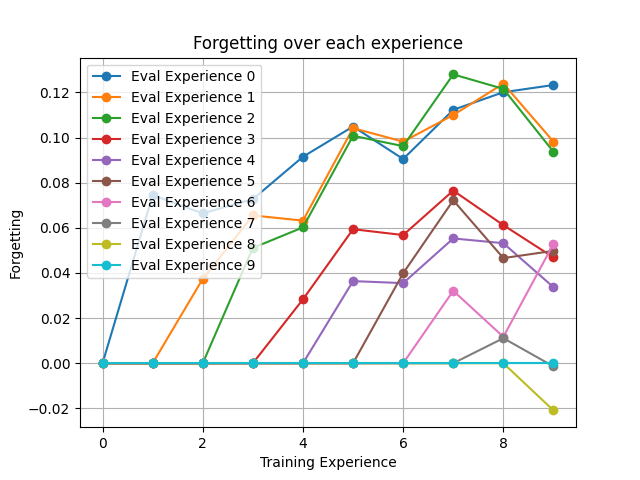 Forgetting over each experience
Eval Experience 0
Eval Experience 1
Eval Experience 2
Eval Experience 3
Eval Experience 4
Eval Experience 5
Eval Experience 6
Eval Experience 7
Eval Experience 8
Eval Experience 9
0.12
0.10
0.08
0.06
0.04
0.02
0.00
−0.02
Forgetting
0 2 4 6 8
Training Experience